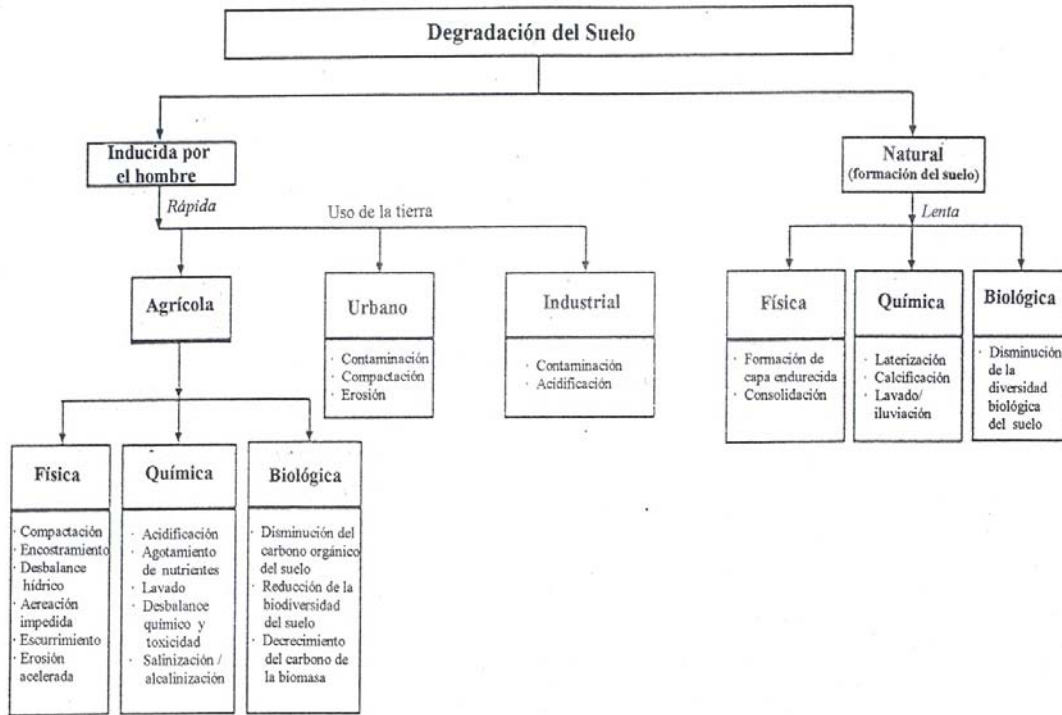 Degradación del Suelo
Inducida por
el hombre
Natural
(formación del suelo)
Rápida
Uso de la tierra
Lenta
Agrícola
Urbano
· Contaminación
· Compactación
· Erosión
Industrial
· Contaminación
· Acidificación
Física
· Formación de
capa endurecida
· Consolidación
Química
· Laterización
· Calcificación
· Lavado/
iluviación
Biológica
· Disminución
de la
diversidad
biológica
del suelo
Física
· Compactación
· Encostramiento
· Desbalance
hídrico
· Aereación
impedida
· Escurrimiento
· Erosión
acelerada
Química
· Acidificación
· Agotamiento
de nutrientes
· Lavado
· Desbalance
químico y
toxicidad
· Salinización /
alcalinización
Biológica
· Disminución del
carbono orgánico
del suelo
· Reducción de la
biodiversidad
del suelo
· Decrecimiento
del carbono de
la biomasa